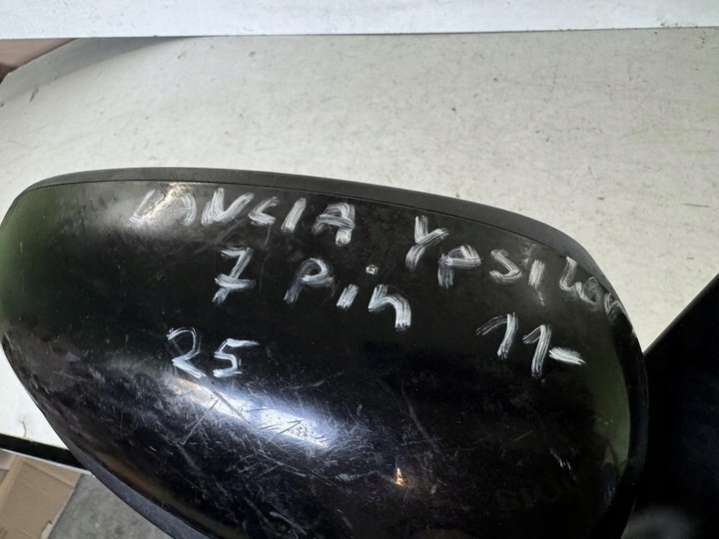 LANCIA YPSILON
7 Pin 11-
25